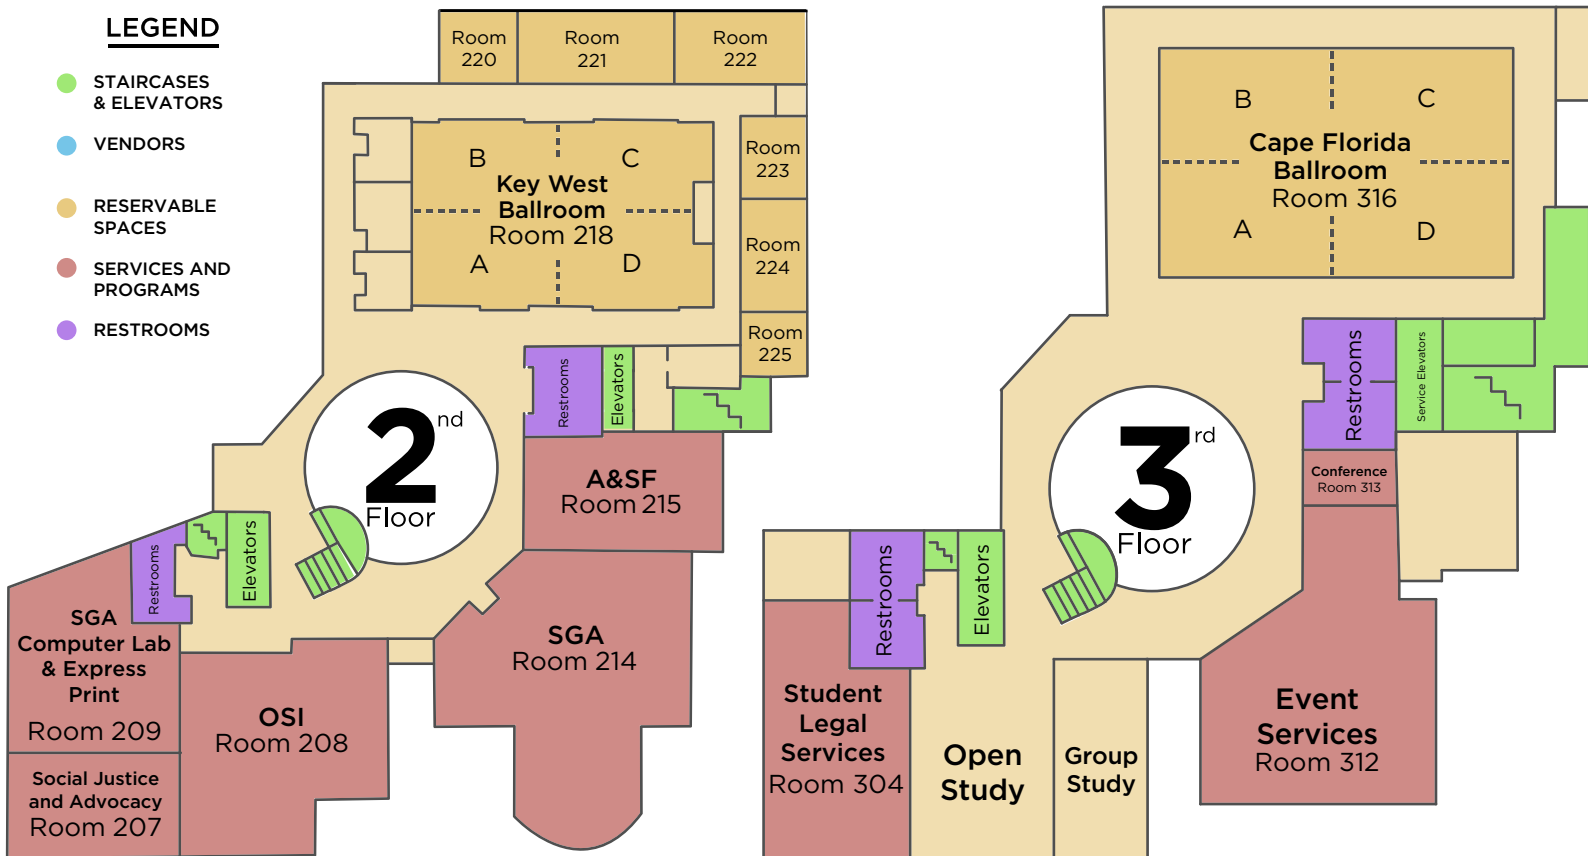 LEGEND
STAIRCASES
& ELEVATORS
VENDORS
RESERVABLE
SPACES
SERVICES AND
PROGRAMS
RESTROOMS
Room
220
Room
221
Room
222
B
C
Key West
Ballroom
Room 218
A
D
Room
223
Room
224
Room
225
Restrooms
Elevators
2nd
Floor
A&SF
Room 215
Restrooms
Elevators
SGA
Computer Lab
& Express
Print
Room 209
SGA
Room 214
OSI
Room 208
Social Justice
and Advocacy
Room 207
B
C
Cape Florida
Ballroom
Room 316
A
D
Restrooms
Service Elevators
3rd
Floor
Conference
Room 313
Restrooms
Elevators
Student
Legal
Services
Room 304
Open
Study
Group
Study
Event
Services
Room 312